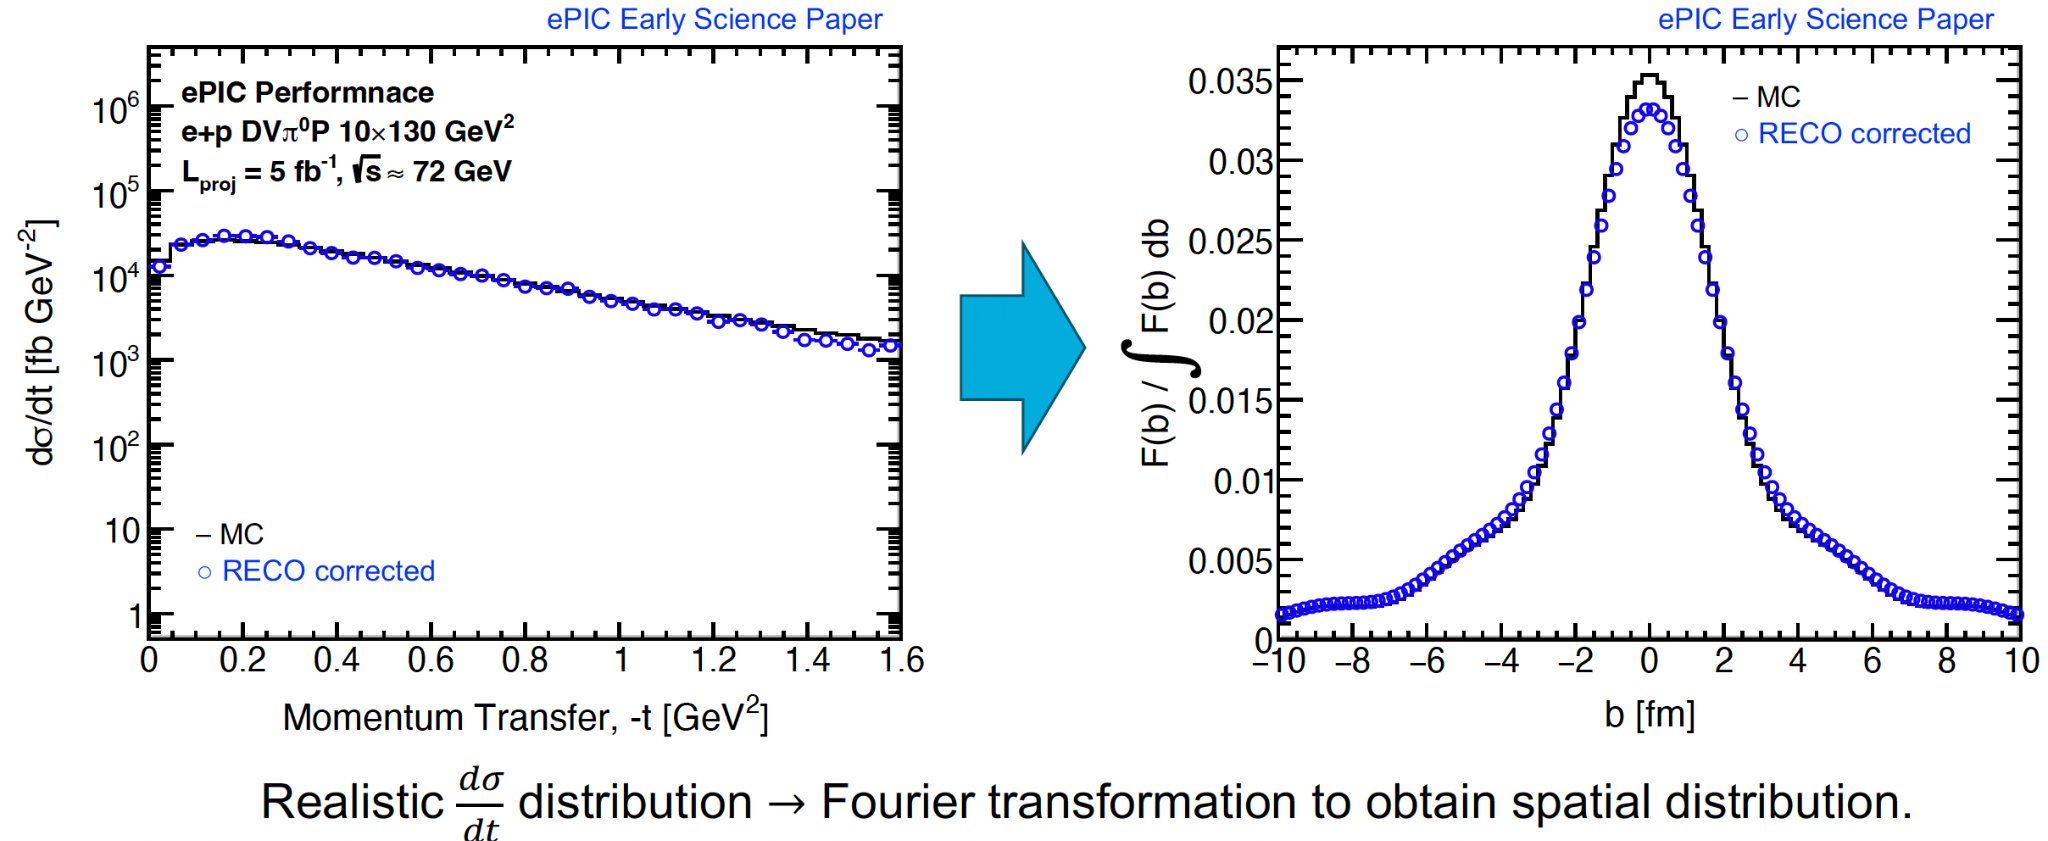 ePIC Early Science Paper
ePIC Performnace
e+p DVπ⁰P 10×130 GeV²
L_proj = 5 fb⁻¹, √s ≈ 72 GeV
dσ/dt [fb GeV⁻²]
10⁶
10⁵
10⁴
10³
10²
10
1
– MC
○ RECO corrected
0 0.2 0.4 0.6 0.8 1 1.2 1.4 1.6
Momentum Transfer, -t [GeV²]
ePIC Early Science Paper
– MC
○ RECO corrected
F(b) / ∫ F(b) db
0.035
0.03
0.025
0.02
0.015
0.01
0.005
0
−10 −8 −6 −4 −2 0 2 4 6 8 10
b [fm]
Realistic dσ/dt distribution → Fourier transformation to obtain spatial distribution.